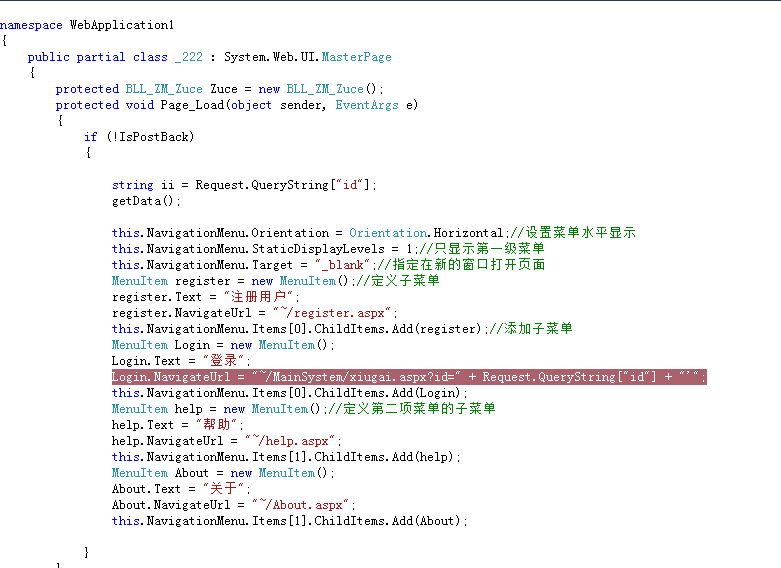 namespace WebApplication1
{
public partial class _222 : System.Web.UI.MasterPage
{
protected BLL_ZM_Zuce Zuce = new BLL_ZM_Zuce();
protected void Page_Load(object sender, EventArgs e)
{
if (!IsPostBack)
{
string ii = Request.QueryString["id"];
getData();
this.NavigationMenu.Orientation = Orientation.Horizontal;//设置菜单水平显示
this.NavigationMenu.StaticDisplayLevels = 1;//只显示第一级菜单
this.NavigationMenu.Target = "_blank";//指定在新的窗口打开页面
MenuItem register = new MenuItem();//定义子菜单
register.Text = "注册用户";
register.NavigateUrl = "~/register.aspx";
this.NavigationMenu.Items[0].ChildItems.Add(register);//添加子菜单
MenuItem Login = new MenuItem();
Login.Text = "登录";
Login.NavigateUrl = "~/MainSystem/xiugai.aspx?id=" + Request.QueryString["id"] + "'";
this.NavigationMenu.Items[0].ChildItems.Add(Login);
MenuItem help = new MenuItem();//定义第二项菜单的子菜单
help.Text = "帮助";
help.NavigateUrl = "~/help.aspx";
this.NavigationMenu.Items[1].ChildItems.Add(help);
MenuItem About = new MenuItem();
About.Text = "关于";
About.NavigateUrl = "~/About.aspx";
this.NavigationMenu.Items[1].ChildItems.Add(About);
}